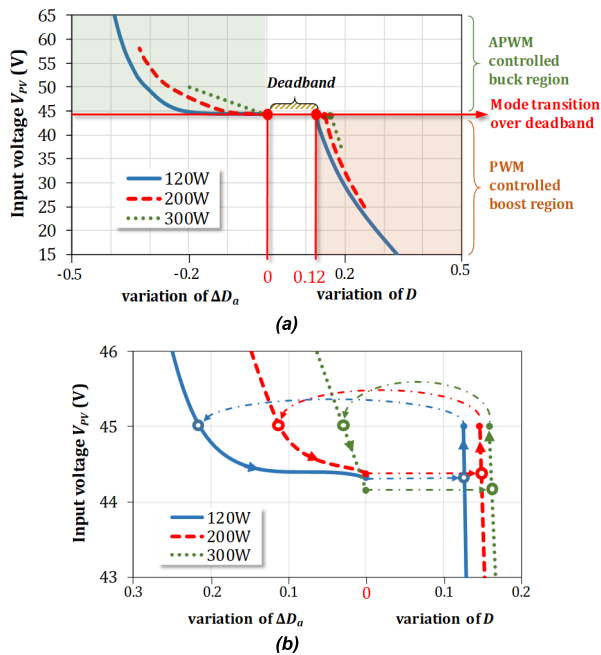 65
60
55
50
45
40
35
30
25
20
15
Input voltage V_PV (V)
Deadband
120W
200W
300W
-0.5
-0.2
0
0.12
0.2
0.5
variation of ΔD_a
variation of D
APWM
controlled
buck region
Mode transition
over deadband
PWM
controlled
boost region
(a)
46
45
44
43
Input voltage V_PV (V)
120W
200W
300W
0.3
0.2
0.1
0
0.1
0.2
variation of ΔD_a
variation of D
(b)